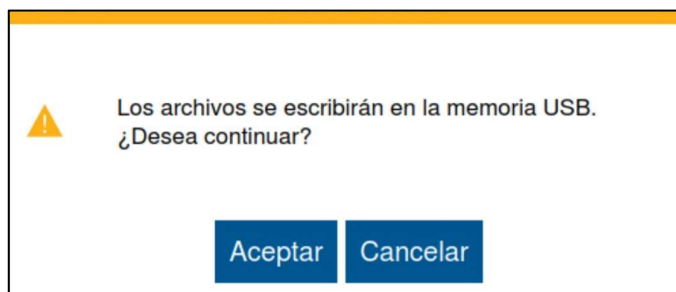 Los archivos se escribirán en la memoria USB.
¿Desea continuar?
Aceptar Cancelar